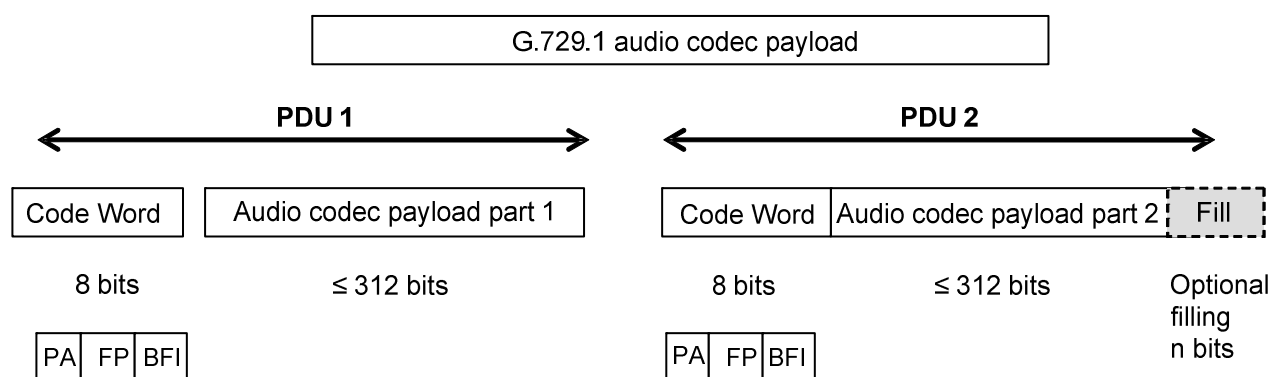 G.729.1 audio codec payload
PDU 1 PDU 2
Code Word Audio codec payload part 1 Code Word Audio codec payload part 2 Fill
8 bits ≤ 312 bits 8 bits ≤ 312 bits Optional
filling
n bits
PA FP BFI PA FP BFI